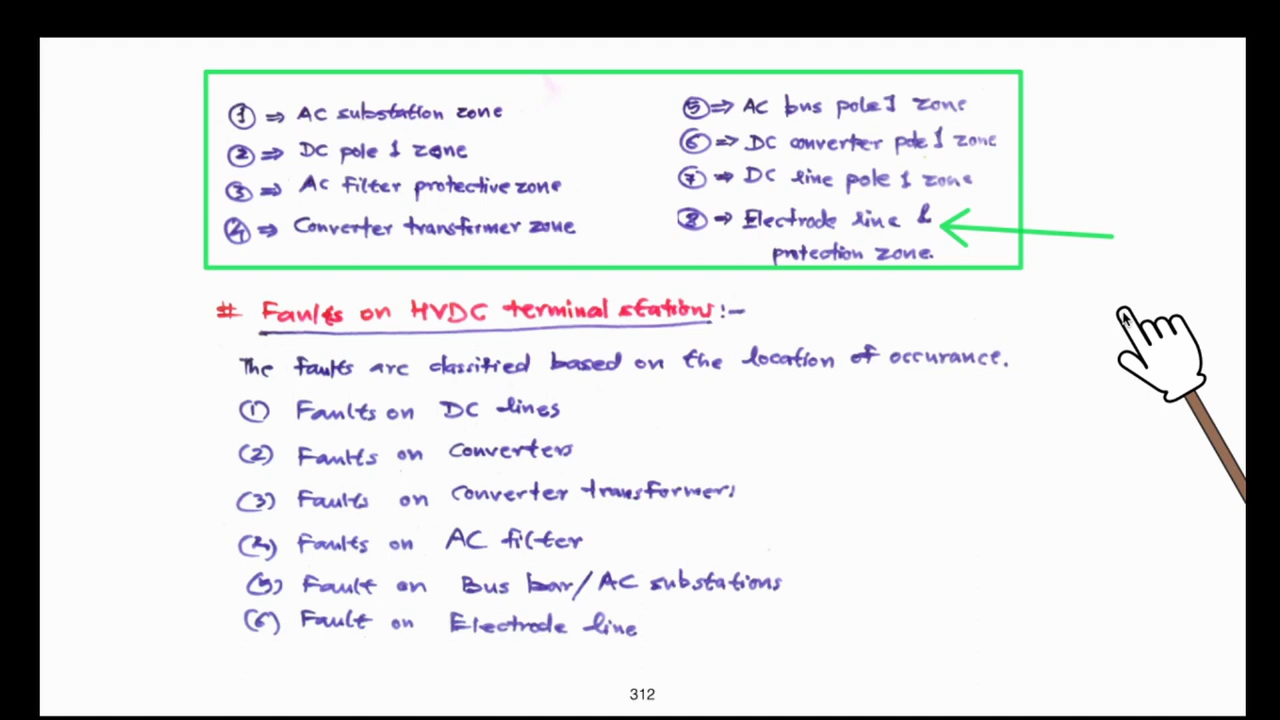 ① ⇒ AC substation zone
② ⇒ DC pole 1 zone
③ ⇒ AC Filter protective zone
④ ⇒ Converter transformer zone
⑤ ⇒ AC bus pole 1 zone
⑥ ⇒ DC converter pole 1 zone
⑦ ⇒ DC line pole 1 zone
⑧ ⇒ Electrode line &
protection zone.
# Faults on HVDC terminal stations :-
The faults are classified based on the location of occurance.
(1) Faults on DC lines
(2) Faults on Converters
(3) Faults on Converter transformers
(4) Faults on AC filter
(5) Fault on Bus bar/AC substations
(6) Fault on Electrode line
312